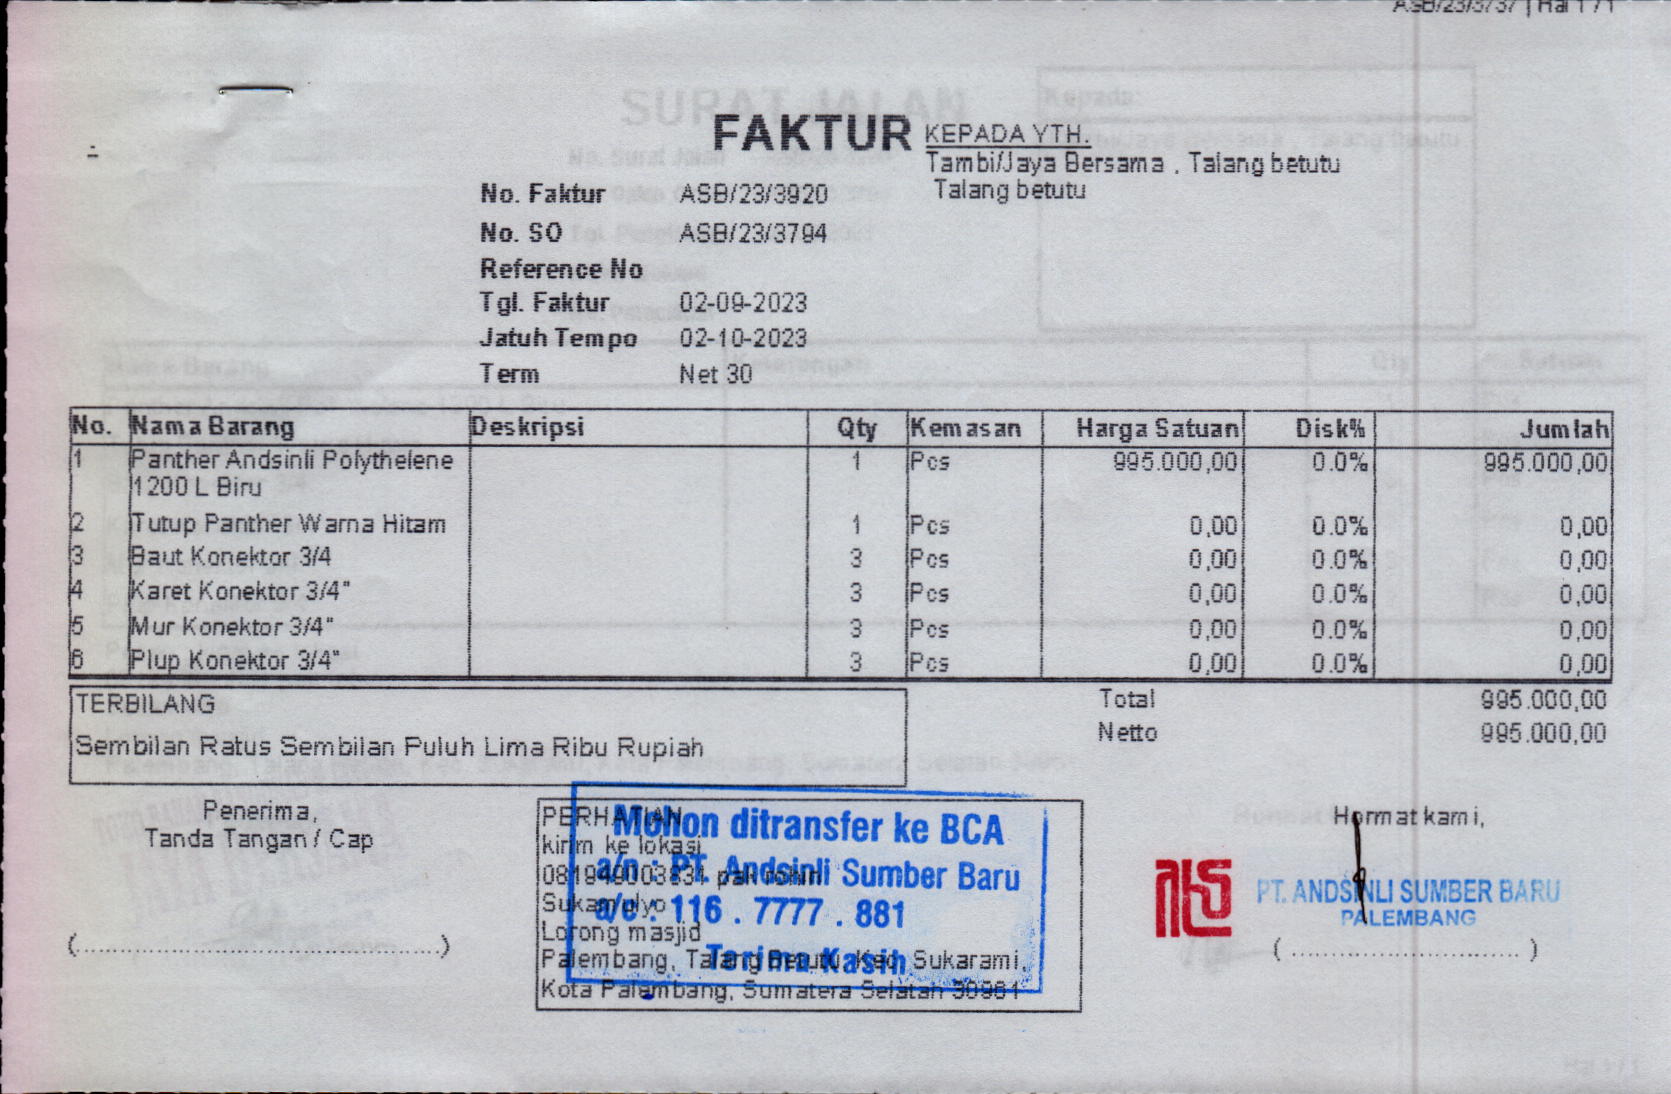 FAKTUR
KEPADA YTH.
Tambi/Jaya Bersama , Talang betutu
Talang betutu
No. Faktur ASB/23/3920
No. SO ASB/23/3794
Reference No
Tgl. Faktur 02-09-2023
Jatuh Tempo 02-10-2023
Term Net 30
No. Nama Barang Deskripsi Qty Kemasan Harga Satuan Disk% Jumlah
1 Panther Andsinli Polythelene 1 Pcs 995.000,00 0.0% 995.000,00
1200 L Biru
2 Tutup Panther Warna Hitam 1 Pcs 0,00 0.0% 0,00
3 Baut Konektor 3/4 3 Pcs 0,00 0.0% 0,00
4 Karet Konektor 3/4" 3 Pcs 0,00 0.0% 0,00
5 Mur Konektor 3/4" 3 Pcs 0,00 0.0% 0,00
6 Plup Konektor 3/4" 3 Pcs 0,00 0.0% 0,00
TERBILANG
Sembilan Ratus Sembilan Puluh Lima Ribu Rupiah
Total 995.000,00
Netto 995.000,00
Penerima,
Tanda Tangan / Cap
(........................................)
PERHATIAN
kirim ke lokasi
pak
Sukamulyo
Lorong masjid
Palembang, Talang Betutu, Kec. Sukarami,
Kota Palembang, Sumatera Selatan 30961
Mohon ditransfer ke BCA
a/n : PT. Andsinli Sumber Baru
a/c : 116 . 7777 . 881
Terima Kasih
Hormat kami,
PT. ANDSINLI SUMBER BARU
PALEMBANG
( ............................ )